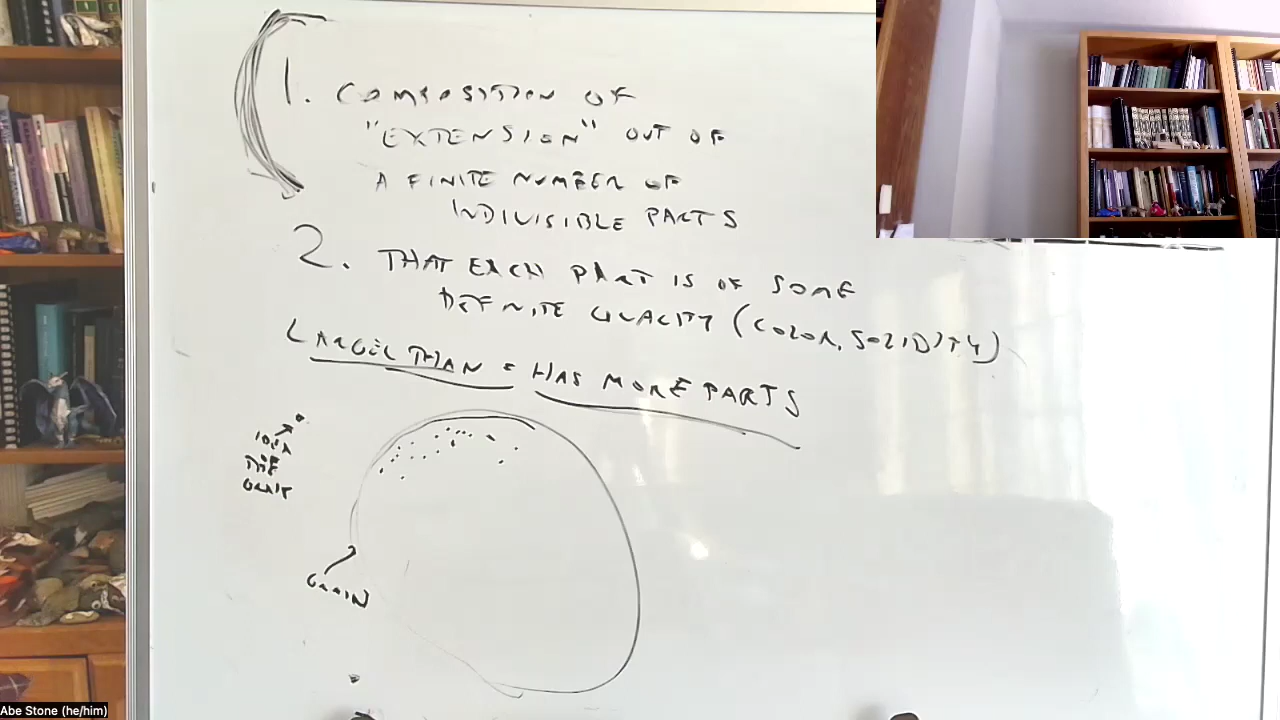 1. COMPOSITION OF
"EXTENSION" OUT OF
A FINITE NUMBER OF
INDIVISIBLE PARTS
2. THAT EACH PART IS OF SOME
DEFINITE QUALITY (COLOR, SOLIDITY)
LARGER THAN = HAS MORE PARTS
IDEA
OF THE
GRAIN
GRAIN
Abe Stone (he/him)